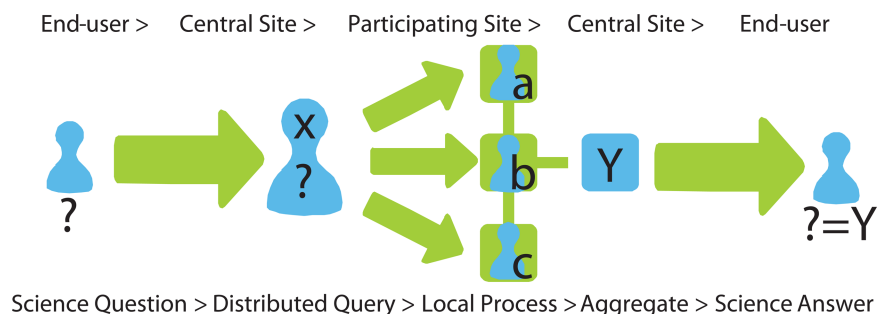 End-user > Central Site > Participating Site > Central Site > End-user
a
x
? b Y
? c ?=Y
Science Question > Distributed Query > Local Process > Aggregate > Science Answer